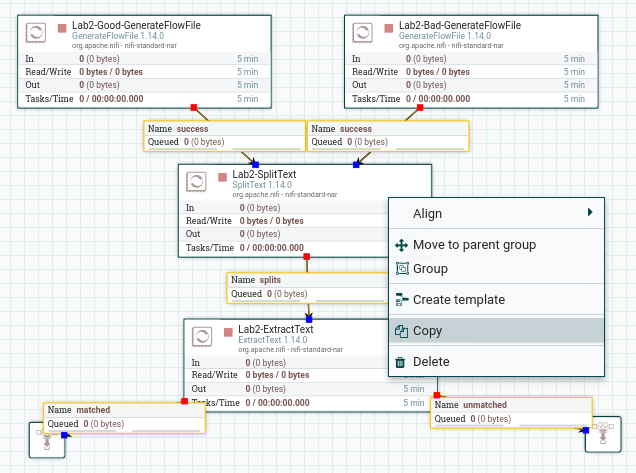 Lab2-Good-GenerateFlowFile
GenerateFlowFile 1.14.0
org.apache.nifi - nifi-standard-nar
In 0 (0 bytes) 5 min
Read/Write 0 bytes / 0 bytes 5 min
Out 0 (0 bytes) 5 min
Tasks/Time 0 / 00:00:00.000 5 min
Lab2-Bad-GenerateFlowFile
GenerateFlowFile 1.14.0
org.apache.nifi - nifi-standard-nar
In 0 (0 bytes) 5 min
Read/Write 0 bytes / 0 bytes 5 min
Out 0 (0 bytes) 5 min
Tasks/Time 0 / 00:00:00.000 5 min
Name success
Queued 0 (0 bytes)
Name success
Queued 0 (0 bytes)
Lab2-SplitText
SplitText 1.14.0
org.apache.nifi - nifi-standard-nar
In 0 (0 bytes)
Read/Write 0 bytes / 0 bytes
Out 0 (0 bytes)
Tasks/Time 0 / 00:00:00.000
Align
Move to parent group
Group
Create template
Copy
Delete
Name splits
Queued 0 (0 bytes)
Lab2-ExtractText
ExtractText 1.14.0
org.apache.nifi - nifi-standard-nar
In 0 (0 bytes)
Read/Write 0 bytes / 0 bytes 5 min
Out 0 (0 bytes) 5 min
Tasks/Time 0 / 00:00:00.000 5 min
Name matched
Queued 0 (0 bytes)
Name unmatched
Queued 0 (0 bytes)